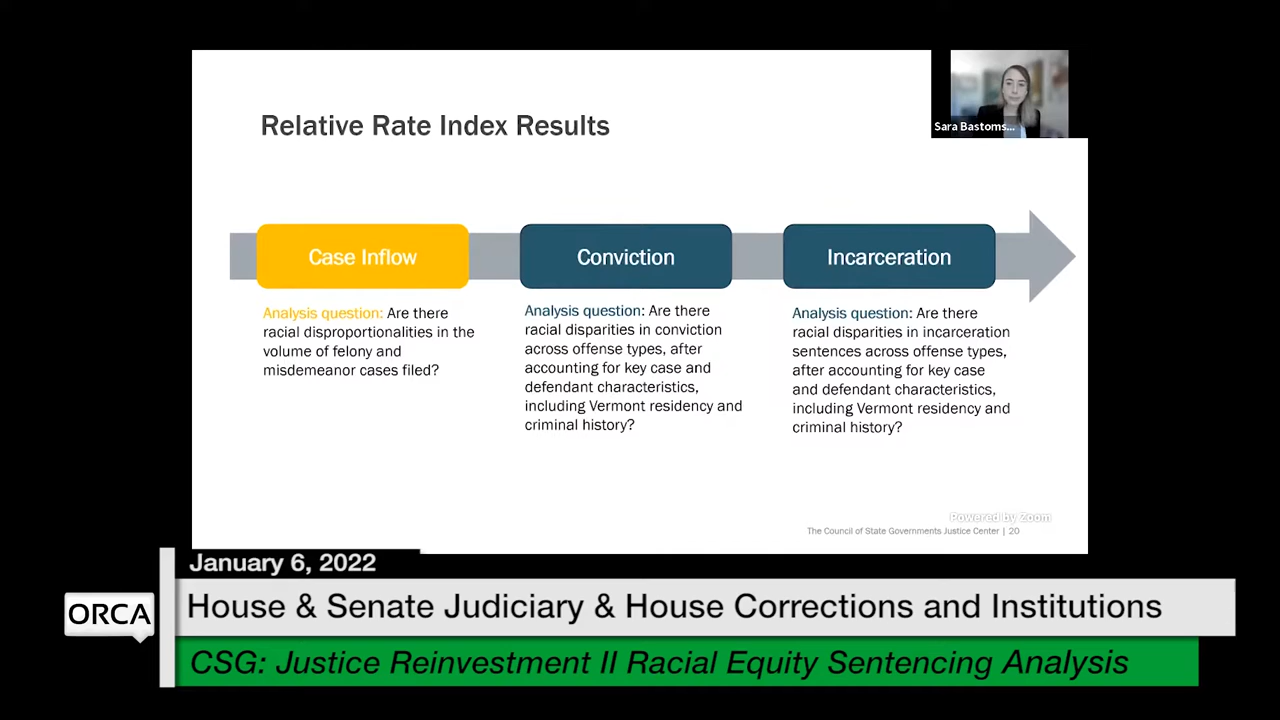 Relative Rate Index Results
Sara Bastoms...
Case Inflow
Analysis question: Are there
racial disproportionalities in the
volume of felony and
misdemeanor cases filed?
Conviction
Analysis question: Are there
racial disparities in conviction
across offense types, after
accounting for key case and
defendant characteristics,
including Vermont residency and
criminal history?
Incarceration
Analysis question: Are there
racial disparities in incarceration
sentences across offense types,
after accounting for key case
and defendant characteristics,
including Vermont residency and
criminal history?
Powered by Zoom
The Council of State Governments Justice Center | 20
January 6, 2022
ORCA
House & Senate Judiciary & House Corrections and Institutions
CSG: Justice Reinvestment II Racial Equity Sentencing Analysis